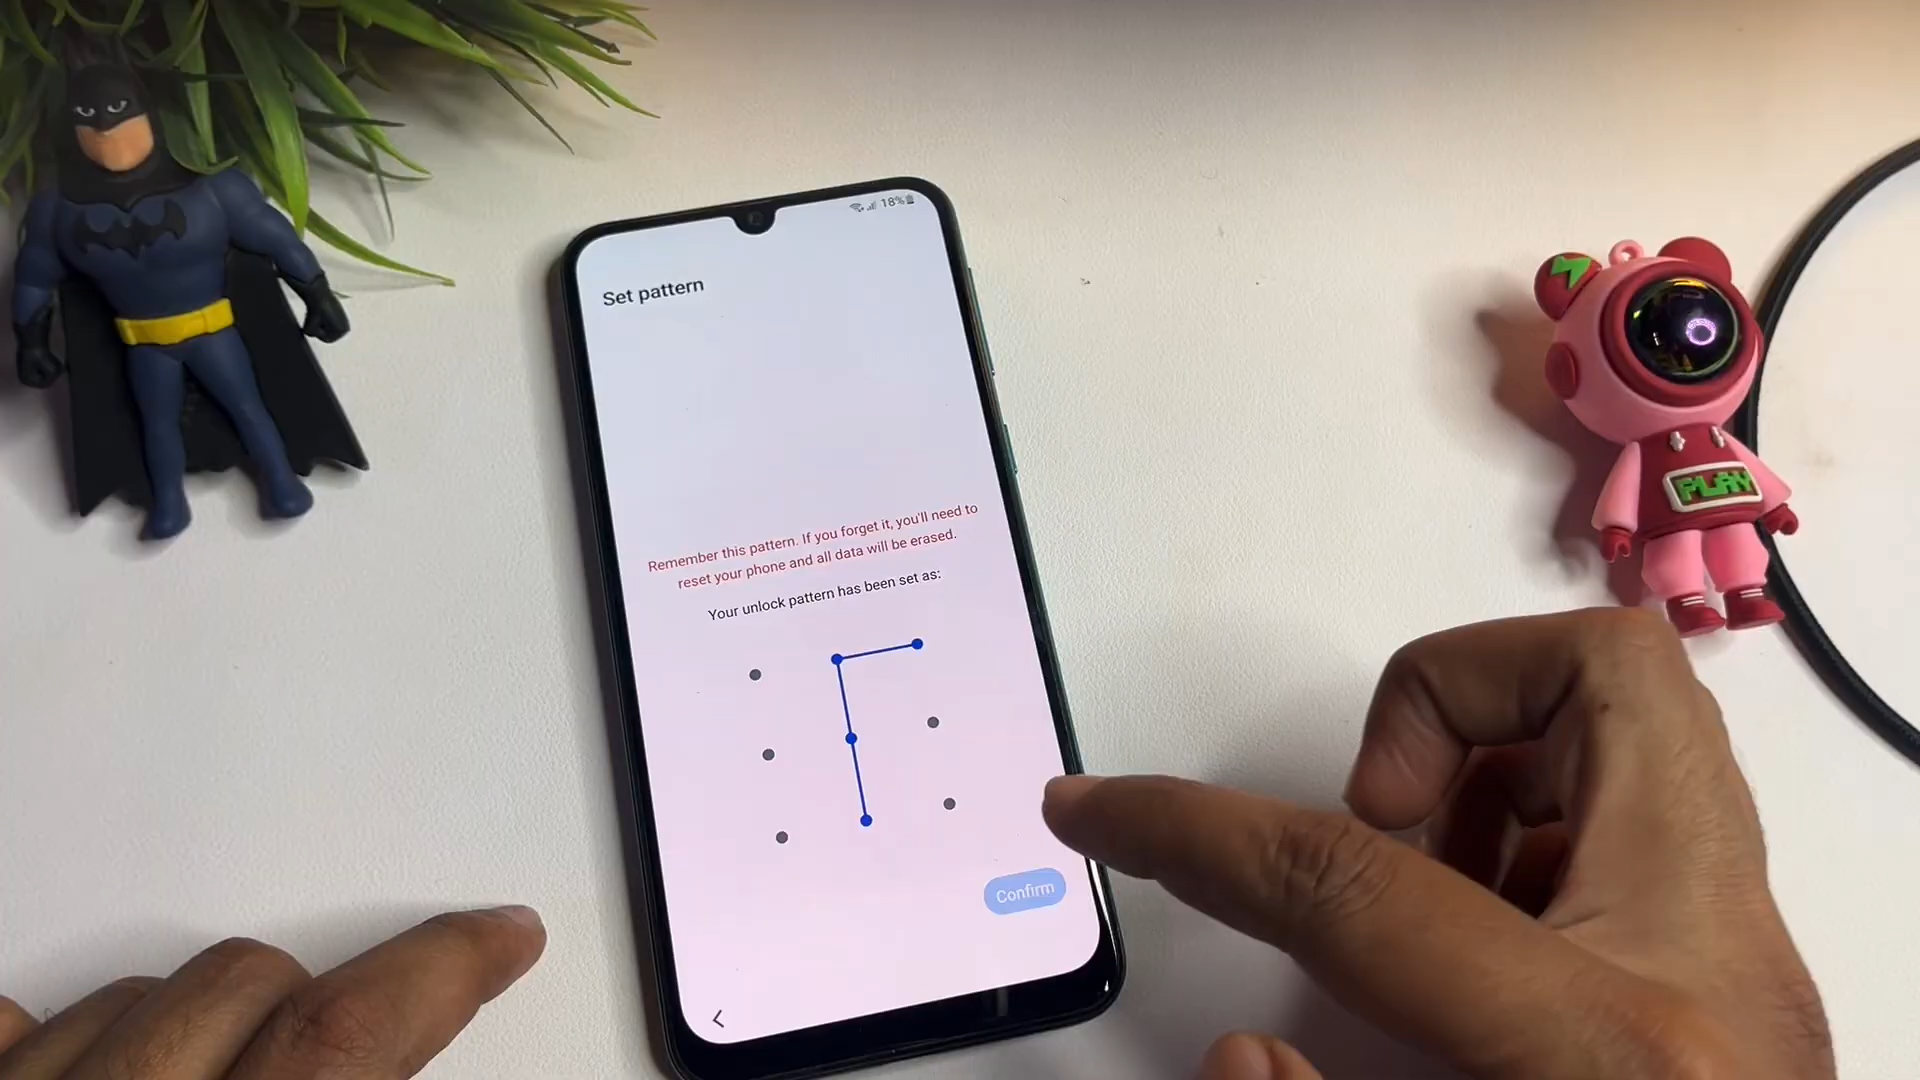 18%
Set pattern
Remember this pattern. If you forget it, you'll need to
reset your phone and all data will be erased.
Your unlock pattern has been set as:
Confirm
PLAY